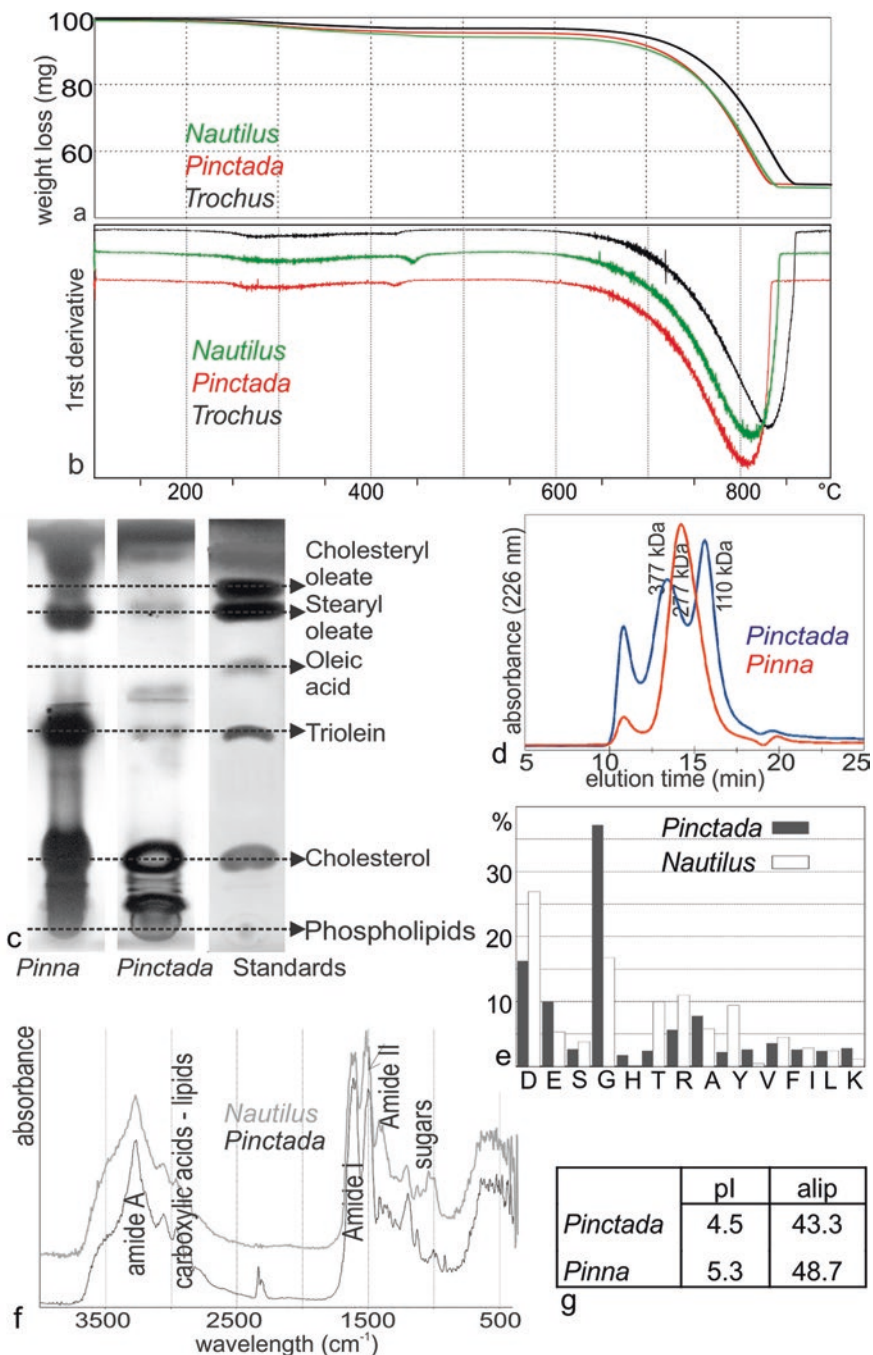 100
80
60
weight loss (mg)
Nautilus
Pinctada
Trochus
a
1rst derivative
Nautilus
Pinctada
Trochus
b
200 400 600 800 °C
Cholesteryl
oleate
Stearyl
oleate
Oleic
acid
Triolein
Cholesterol
Phospholipids
c
Pinna Pinctada Standards
absorbance (226 nm)
377 kDa
277 kDa
110 kDa
Pinctada
Pinna
d
5 10 15 20 25
elution time (min)
%
30
20
10
Pinctada
Nautilus
e
D E S G H T R A Y V F I L K
absorbance
Nautilus
Pinctada
amide A
carboxylic acids - lipids
Amide I
Amide II
sugars
f
3500 2500 1500 500
wavelength (cm⁻¹)
pI alip
Pinctada 4.5 43.3
Pinna 5.3 48.7
g